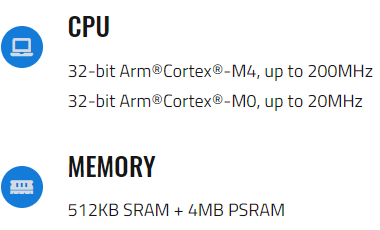 CPU
32-bit Arm®Cortex®-M4, up to 200MHz
32-bit Arm®Cortex®-M0, up to 20MHz
MEMORY
512KB SRAM + 4MB PSRAM